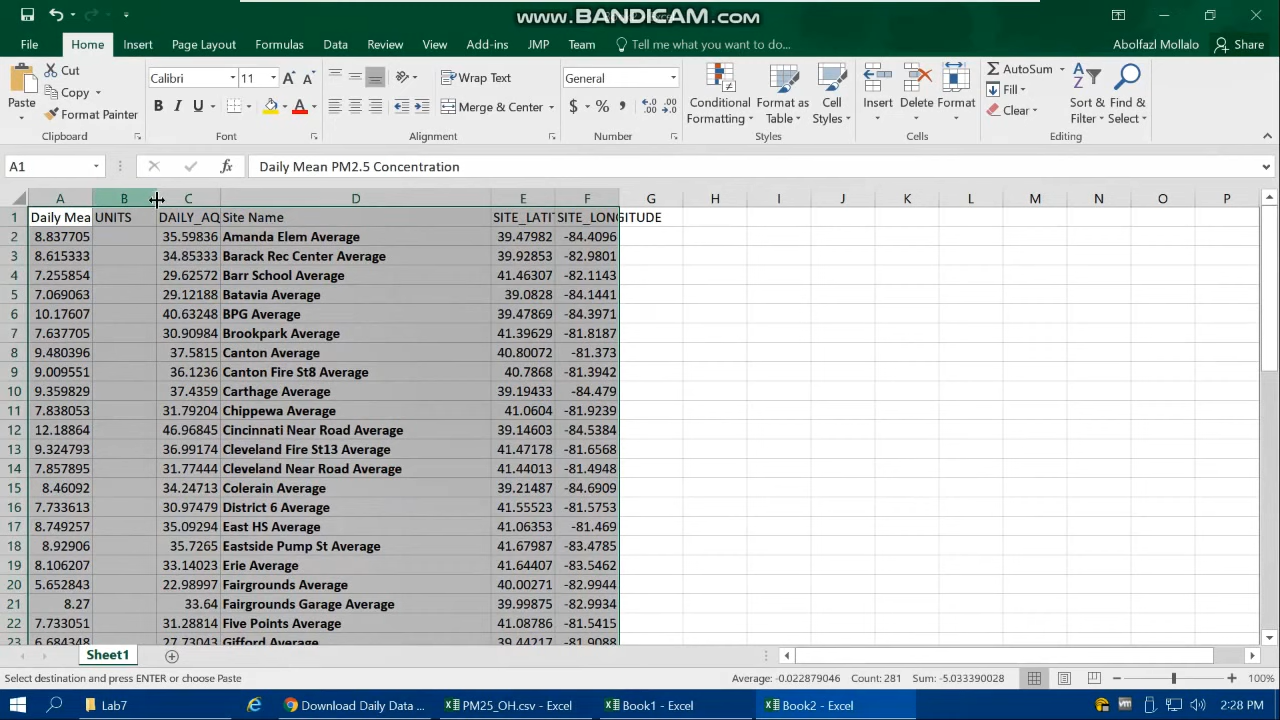 www.BANDICAM.com
File Home Insert Page Layout Formulas Data Review View Add-ins JMP Team Tell me what you want to do... Abolfazl Mollalo Share
Paste Cut Copy Format Painter Clipboard
Calibri 11 A A B I U A Font
Wrap Text Merge & Center Alignment
General $ % , Number
Conditional Formatting Format as Table Cell Styles Styles
Insert Delete Format Cells
AutoSum Fill Clear Sort & Filter Find & Select Editing
A1 fx Daily Mean PM2.5 Concentration
A B C D E F G H I J K L M N O P
1 Daily Mea UNITS DAILY_AQ Site Name SITE_LATIT SITE_LONGITUDE
2 8.837705 35.59836 Amanda Elem Average 39.47982 -84.4096
3 8.615333 34.85333 Barack Rec Center Average 39.92853 -82.9801
4 7.255854 29.62572 Barr School Average 41.46307 -82.1143
5 7.069063 29.12188 Batavia Average 39.0828 -84.1441
6 10.17607 40.63248 BPG Average 39.47869 -84.3971
7 7.637705 30.90984 Brookpark Average 41.39629 -81.8187
8 9.480396 37.5815 Canton Average 40.80072 -81.373
9 9.009551 36.1236 Canton Fire St8 Average 40.7868 -81.3942
10 9.359829 37.4359 Carthage Average 39.19433 -84.479
11 7.838053 31.79204 Chippewa Average 41.0604 -81.9239
12 12.18864 46.96845 Cincinnati Near Road Average 39.14603 -84.5384
13 9.324793 36.99174 Cleveland Fire St13 Average 41.47178 -81.6568
14 7.857895 31.77444 Cleveland Near Road Average 41.44013 -81.4948
15 8.46092 34.24713 Colerain Average 39.21487 -84.6909
16 7.733613 30.97479 District 6 Average 41.55523 -81.5753
17 8.749257 35.09294 East HS Average 41.06353 -81.469
18 8.92906 35.7265 Eastside Pump St Average 41.67987 -83.4785
19 8.106207 33.14023 Erie Average 41.64407 -83.5462
20 5.652843 22.98997 Fairgrounds Average 40.00271 -82.9944
21 8.27 33.64 Fairgrounds Garage Average 39.99875 -82.9934
22 7.733051 31.28814 Five Points Average 41.08786 -81.5415
23 6.684348 27.73043 Gifford Average 39.44217 -81.9088
Sheet1
Select destination and press ENTER or choose Paste Average: -0.022879046 Count: 281 Sum: -5.033390028 100%
Lab7 Download Daily Data ... PM25_OH.csv - Excel Book1 - Excel Book2 - Excel 2:28 PM